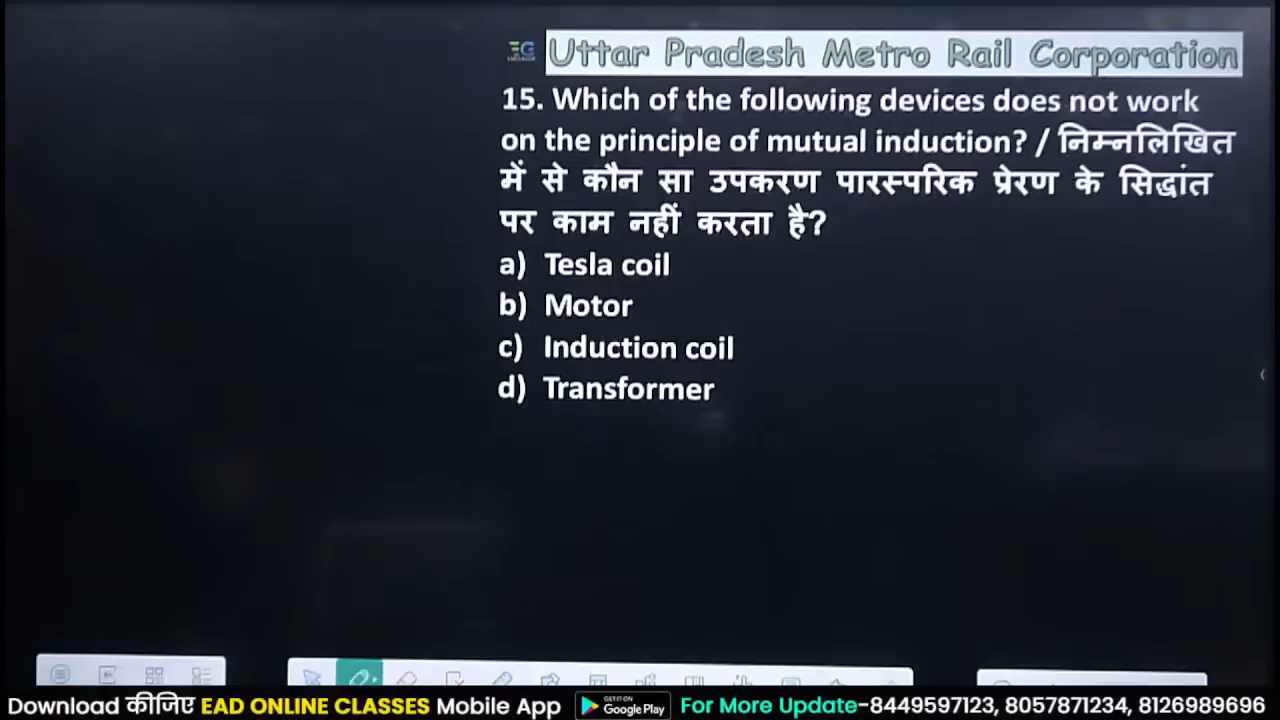 Uttar Pradesh Metro Rail Corporation
15. Which of the following devices does not work
on the principle of mutual induction? / निम्नलिखित
में से कौन सा उपकरण पारस्परिक प्रेरण के सिद्धांत
पर काम नहीं करता है?
a) Tesla coil
b) Motor
c) Induction coil
d) Transformer
Download कीजिए EAD ONLINE CLASSES Mobile App GET IT ON Google Play For More Update-8449597123, 8057871234, 8126989696